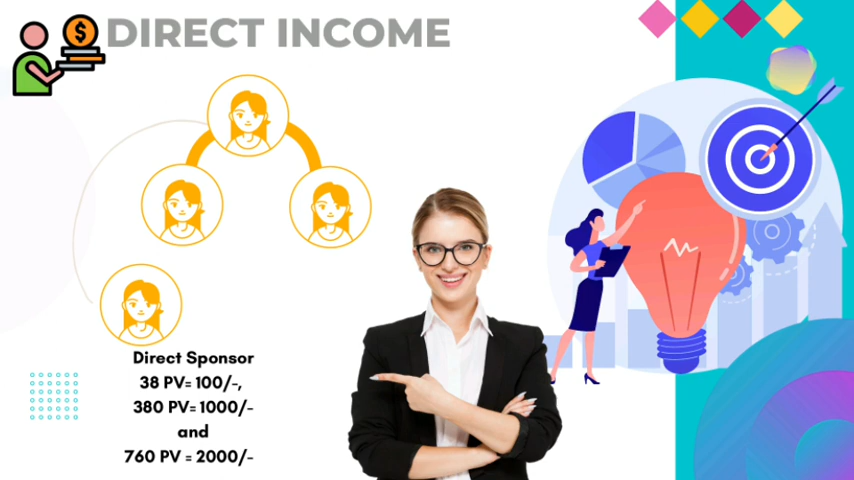 DIRECT INCOME
Direct Sponsor
38 PV= 100/-,
380 PV= 1000/-
and
760 PV = 2000/-